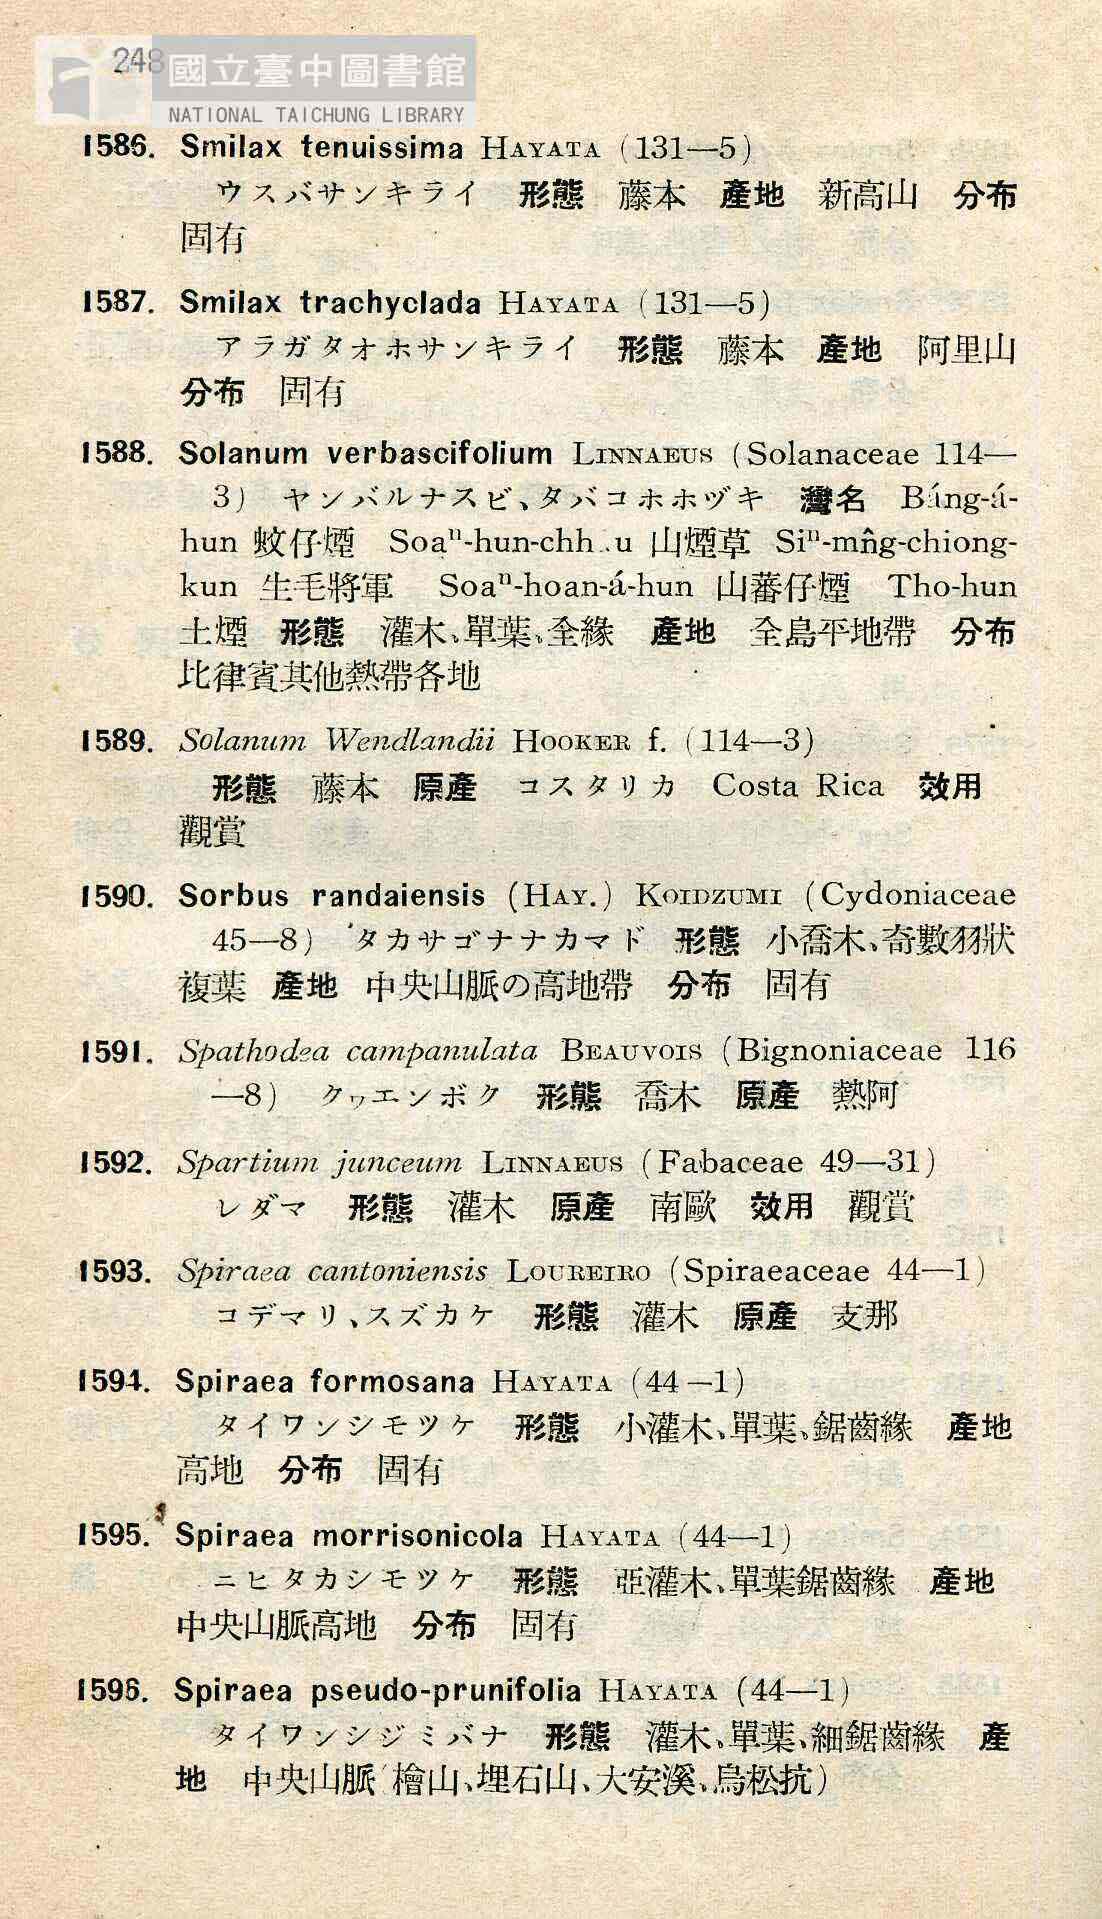 248
國立臺中圖書館
NATIONAL TAICHUNG LIBRARY
1586. Smilax tenuissima HAYATA (131—5)
ウスバサンキライ 形態 藤本 產地 新高山 分布
固有
1587. Smilax trachyclada HAYATA (131—5)
アラガタオホサンキライ 形態 藤本 產地 阿里山
分布 固有
1588. Solanum verbascifolium LINNAEUS (Solanaceae 114—
3) ヤンバルナスビ、タバコホホヅキ 灣名 Báng-á-
hun 蚊仔煙 Soaⁿ-hun- 山煙草 Siⁿ-mn̂g-chiong-
kun 生毛將軍 Soaⁿ-hoan-á-hun 山蕃仔煙 Tho-hun
土煙 形態 灌木、單葉、全緣 產地 全島平地帶 分布
比律賓其他熱帶各地
1589. Solanum Wendlandii HOOKER f. (114—3)
形態 藤本 原產 コスタリカ Costa Rica 效用
觀賞
1590. Sorbus randaiensis (HAY.) KOIDZUMI (Cydoniaceae
45—8) タカサゴナナカマド 形態 小喬木、奇數羽狀
複葉 產地 中央山脈の高地帶 分布 固有
1591. Spathodea campanulata BEAUVOIS (Bignoniaceae 116
—8) クヮエンボク 形態 喬木 原產 熱阿
1592. Spartium junceum LINNAEUS (Fabaceae 49—31)
レダマ 形態 灌木 原產 南歐 效用 觀賞
1593. Spiraea cantoniensis LOUREIRO (Spiraeaceae 44—1)
コデマリ、スズカケ 形態 灌木 原產 支那
1594. Spiraea formosana HAYATA (44—1)
タイワンシモツケ 形態 小灌木、單葉、鋸齒緣 產地
高地 分布 固有
1595. Spiraea morrisonicola HAYATA (44—1)
ニヒタカシモツケ 形態 亞灌木、單葉鋸齒緣 產地
中央山脈高地 分布 固有
1596. Spiraea pseudo-prunifolia HAYATA (44—1)
タイワンシジミバナ 形態 灌木、單葉、細鋸齒緣 產
地 中央山脈(檜山、埋石山、大安溪、烏松抗)